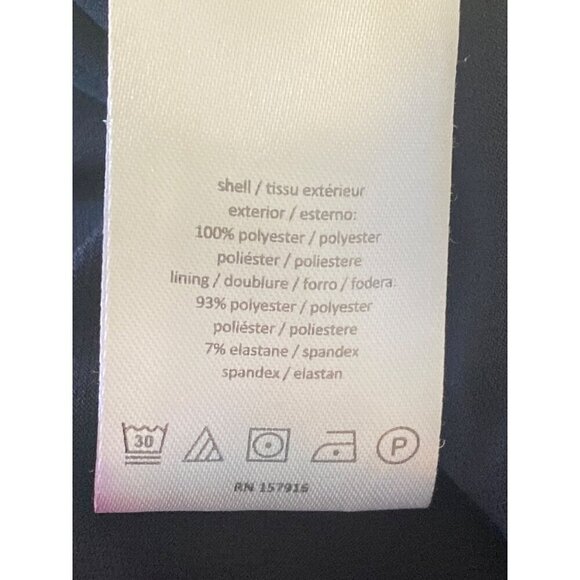 shell / tissu extérieur
exterior / esterno:
100% polyester / polyester
poliéster / poliestere
lining / doublure / forro / fodera:
93% polyester / polyester
poliéster / poliestere
7% elastane / spandex
spandex / elastan
30
P
RN 157916